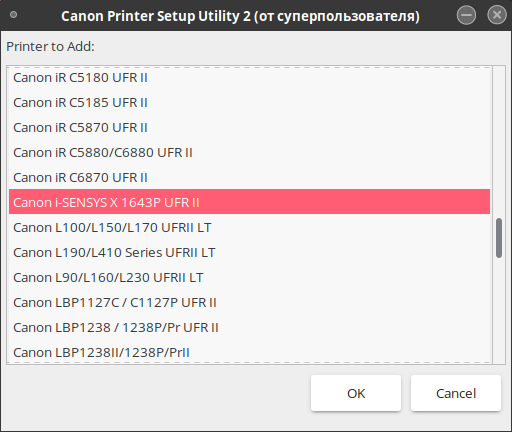 Canon Printer Setup Utility 2 (от суперпользователя)
Printer to Add:
Canon iR C5180 UFR II
Canon iR C5185 UFR II
Canon iR C5870 UFR II
Canon iR C5880/C6880 UFR II
Canon iR C6870 UFR II
Canon i-SENSYS X 1643P UFR II
Canon L100/L150/L170 UFRII LT
Canon L190/L410 Series UFRII LT
Canon L90/L160/L230 UFRII LT
Canon LBP1127C / C1127P UFR II
Canon LBP1238 / 1238P/Pr UFR II
Canon LBP1238II/1238P/PrII
OK
Cancel